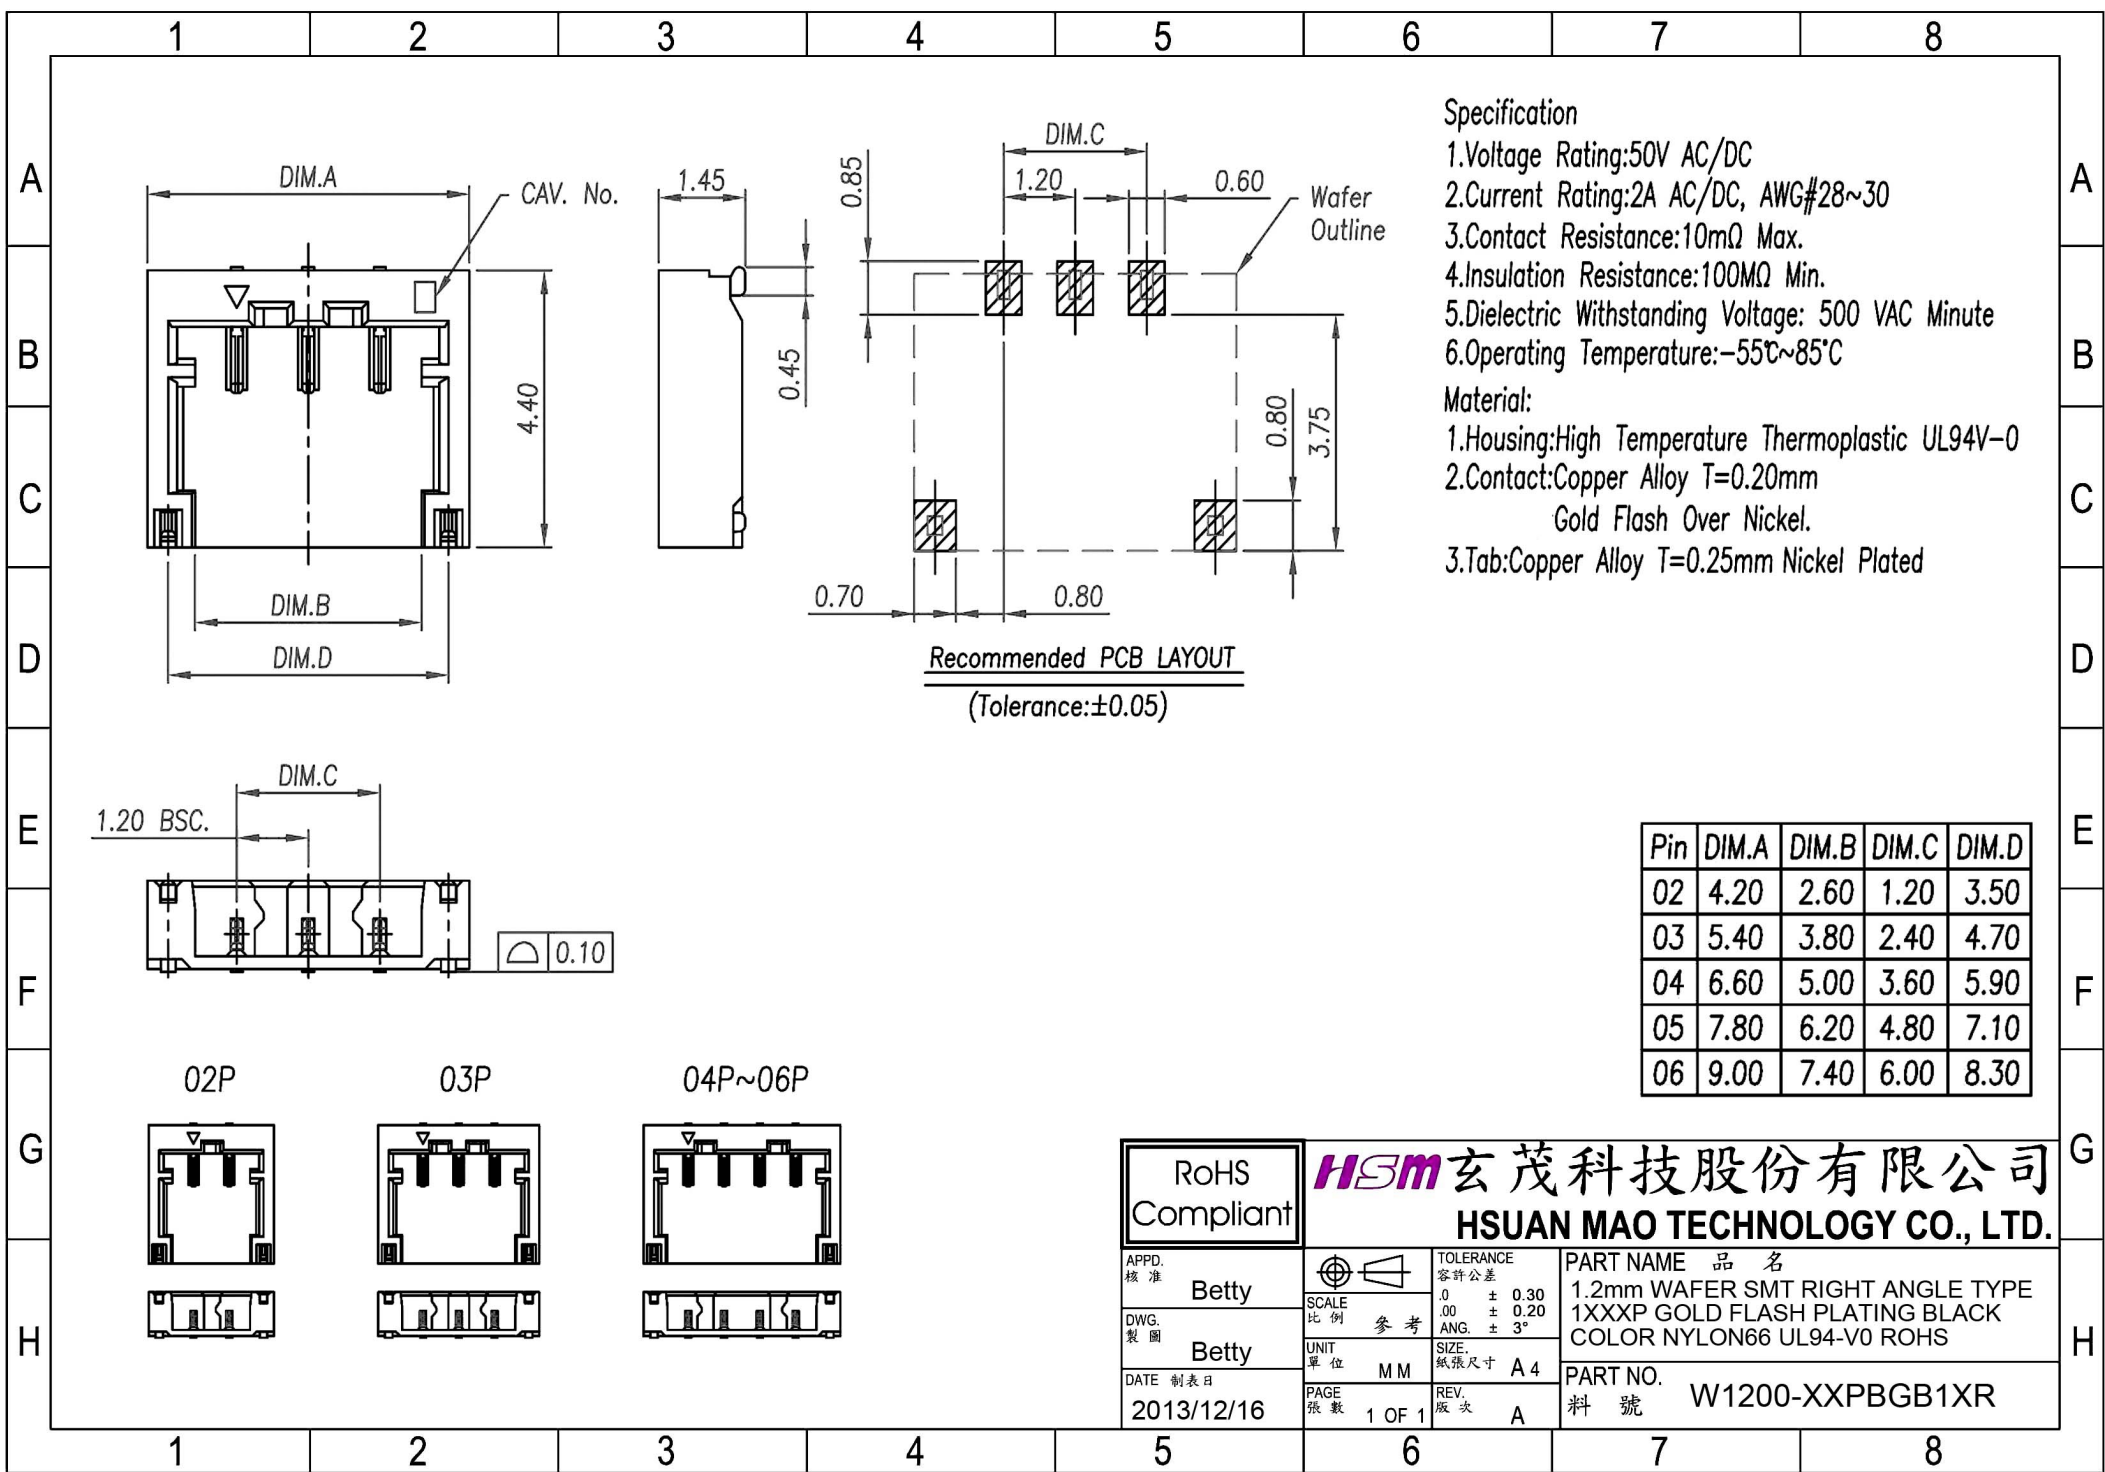 1 2 3 4 5 6 7 8
A A
B B
C C
D D
E E
F F
G G
H H
DIM.A
CAV. No.
4.40
DIM.B
DIM.D
1.45
0.45
DIM.C
0.85
1.20
0.60
Wafer
Outline
0.80
3.75
0.70
0.80
Recommended PCB LAYOUT
(Tolerance:±0.05)
Specification
1.Voltage Rating:50V AC/DC
2.Current Rating:2A AC/DC, AWG#28~30
3.Contact Resistance:10mΩ Max.
4.Insulation Resistance:100MΩ Min.
5.Dielectric Withstanding Voltage: 500 VAC Minute
6.Operating Temperature:-55℃~85°C
Material:
1.Housing:High Temperature Thermoplastic UL94V-0
2.Contact:Copper Alloy T=0.20mm
Gold Flash Over Nickel.
3.Tab:Copper Alloy T=0.25mm Nickel Plated
DIM.C
1.20 BSC.
0.10
Pin DIM.A DIM.B DIM.C DIM.D
02 4.20 2.60 1.20 3.50
03 5.40 3.80 2.40 4.70
04 6.60 5.00 3.60 5.90
05 7.80 6.20 4.80 7.10
06 9.00 7.40 6.00 8.30
02P 03P 04P~06P
RoHS
Compliant
HSM 玄茂科技股份有限公司
HSUAN MAO TECHNOLOGY CO., LTD.
APPD.
核 准
Betty
DWG.
製 圖
Betty
DATE 制表日
2013/12/16
SCALE
比 例
參 考
UNIT
單 位
MM
PAGE
張 數
1 OF 1
TOLERANCE
容許公差
.0 ± 0.30
.00 ± 0.20
ANG. ± 3°
SIZE.
紙張尺寸 A4
REV.
版 次
A
PART NAME 品 名
1.2mm WAFER SMT RIGHT ANGLE TYPE
1XXXP GOLD FLASH PLATING BLACK
COLOR NYLON66 UL94-V0 ROHS
PART NO.
料 號
W1200-XXPBGB1XR
1 2 3 4 5 6 7 8